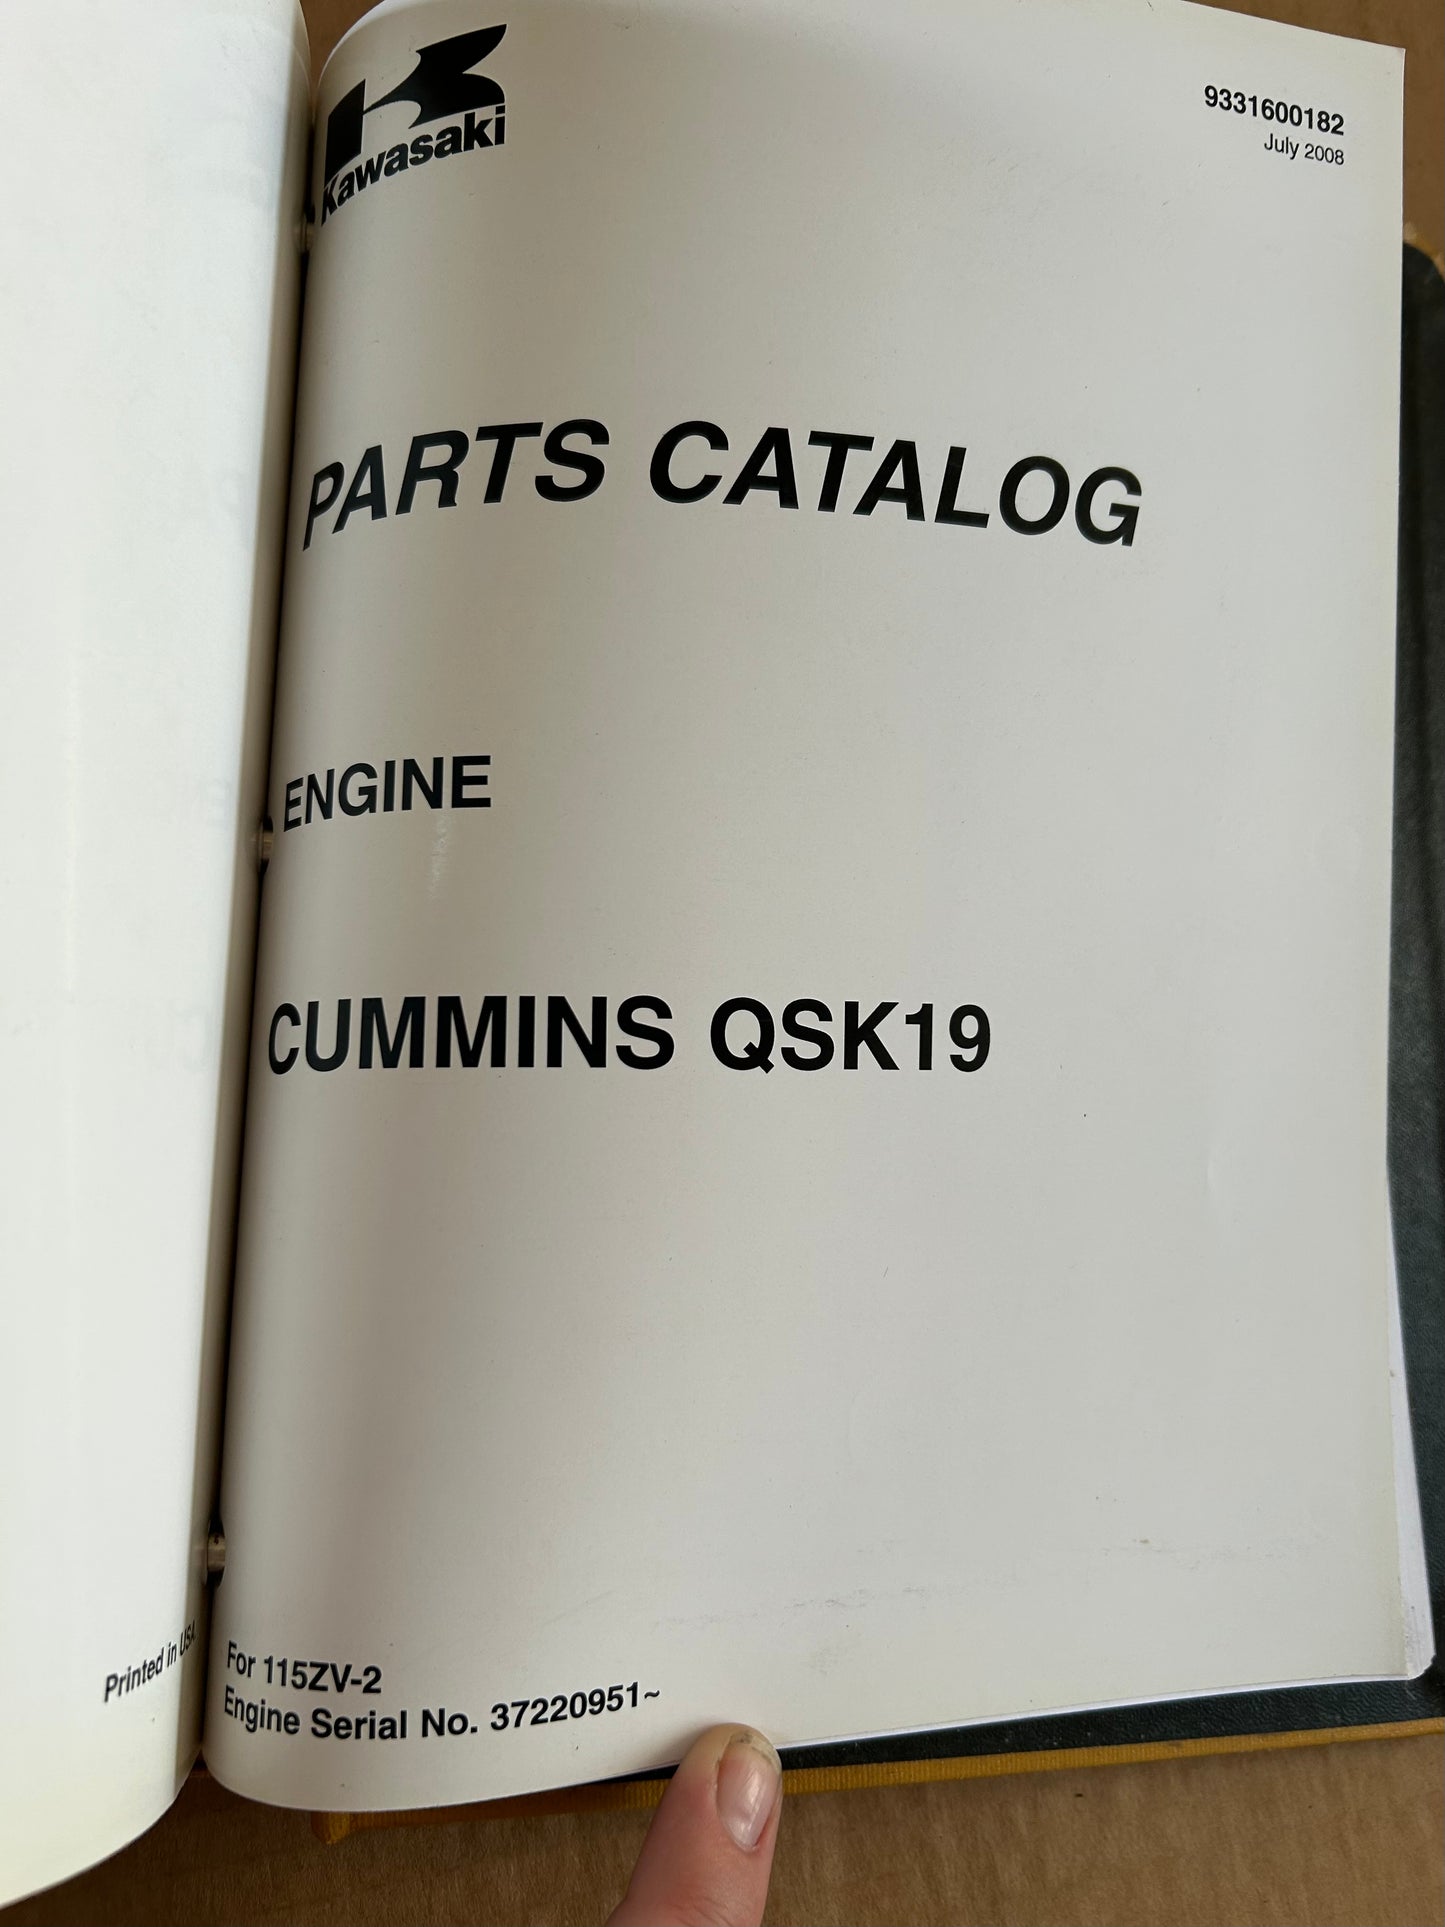 Kawasaki
9331600182
July 2008
PARTS CATALOG
ENGINE
CUMMINS QSK19
Printed in USA
For 115ZV-2
Engine Serial No. 37220951~